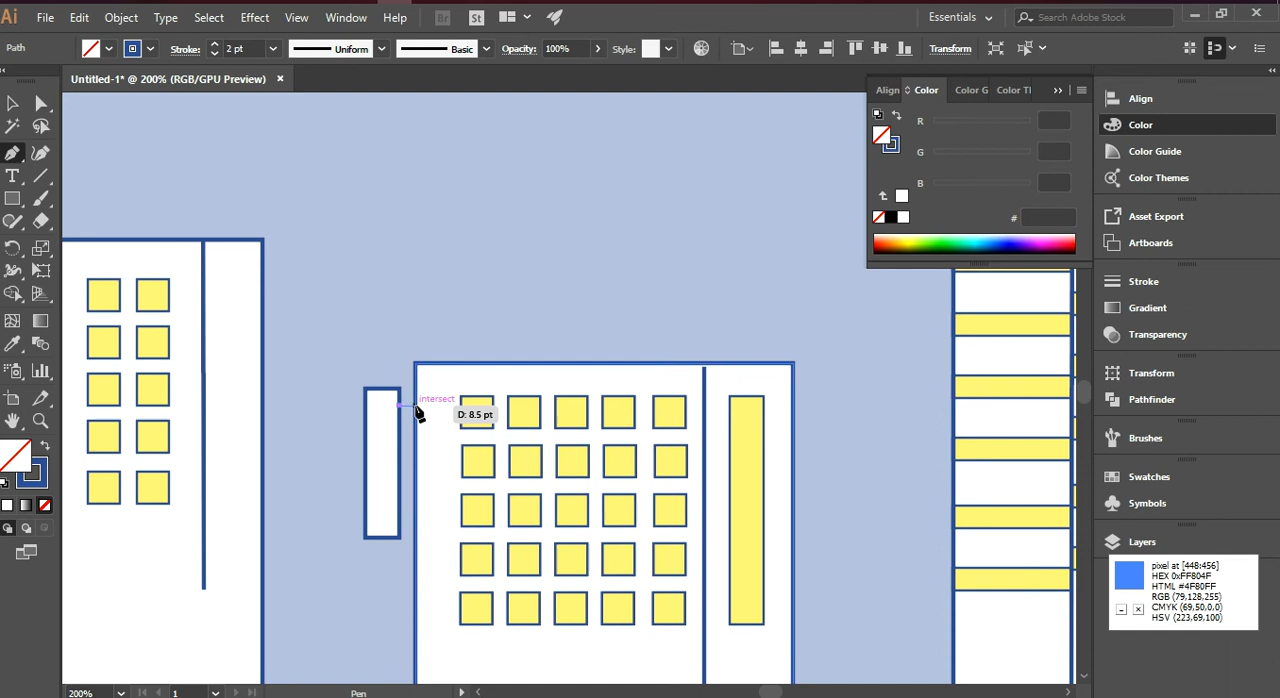 Ai File Edit Object Type Select Effect View Window Help Br St Essentials Search Adobe Stock
Path Stroke: 2 pt Uniform Basic Opacity: 100% Style: Transform
Untitled-1* @ 200% (RGB/GPU Preview)
Align Color Color G Color Tl
R
G
B
#
Align
Color
Color Guide
Color Themes
Asset Export
Artboards
Stroke
Gradient
Transparency
Transform
Pathfinder
Brushes
Swatches
Symbols
Layers
intersect
D: 8.5 pt
pixel at [448:456]
HEX 0xFF804F
HTML #4F80FF
RGB (79,128,255)
CMYK (69,50,0,0)
HSV (223,69,100)
200% 1 Pen